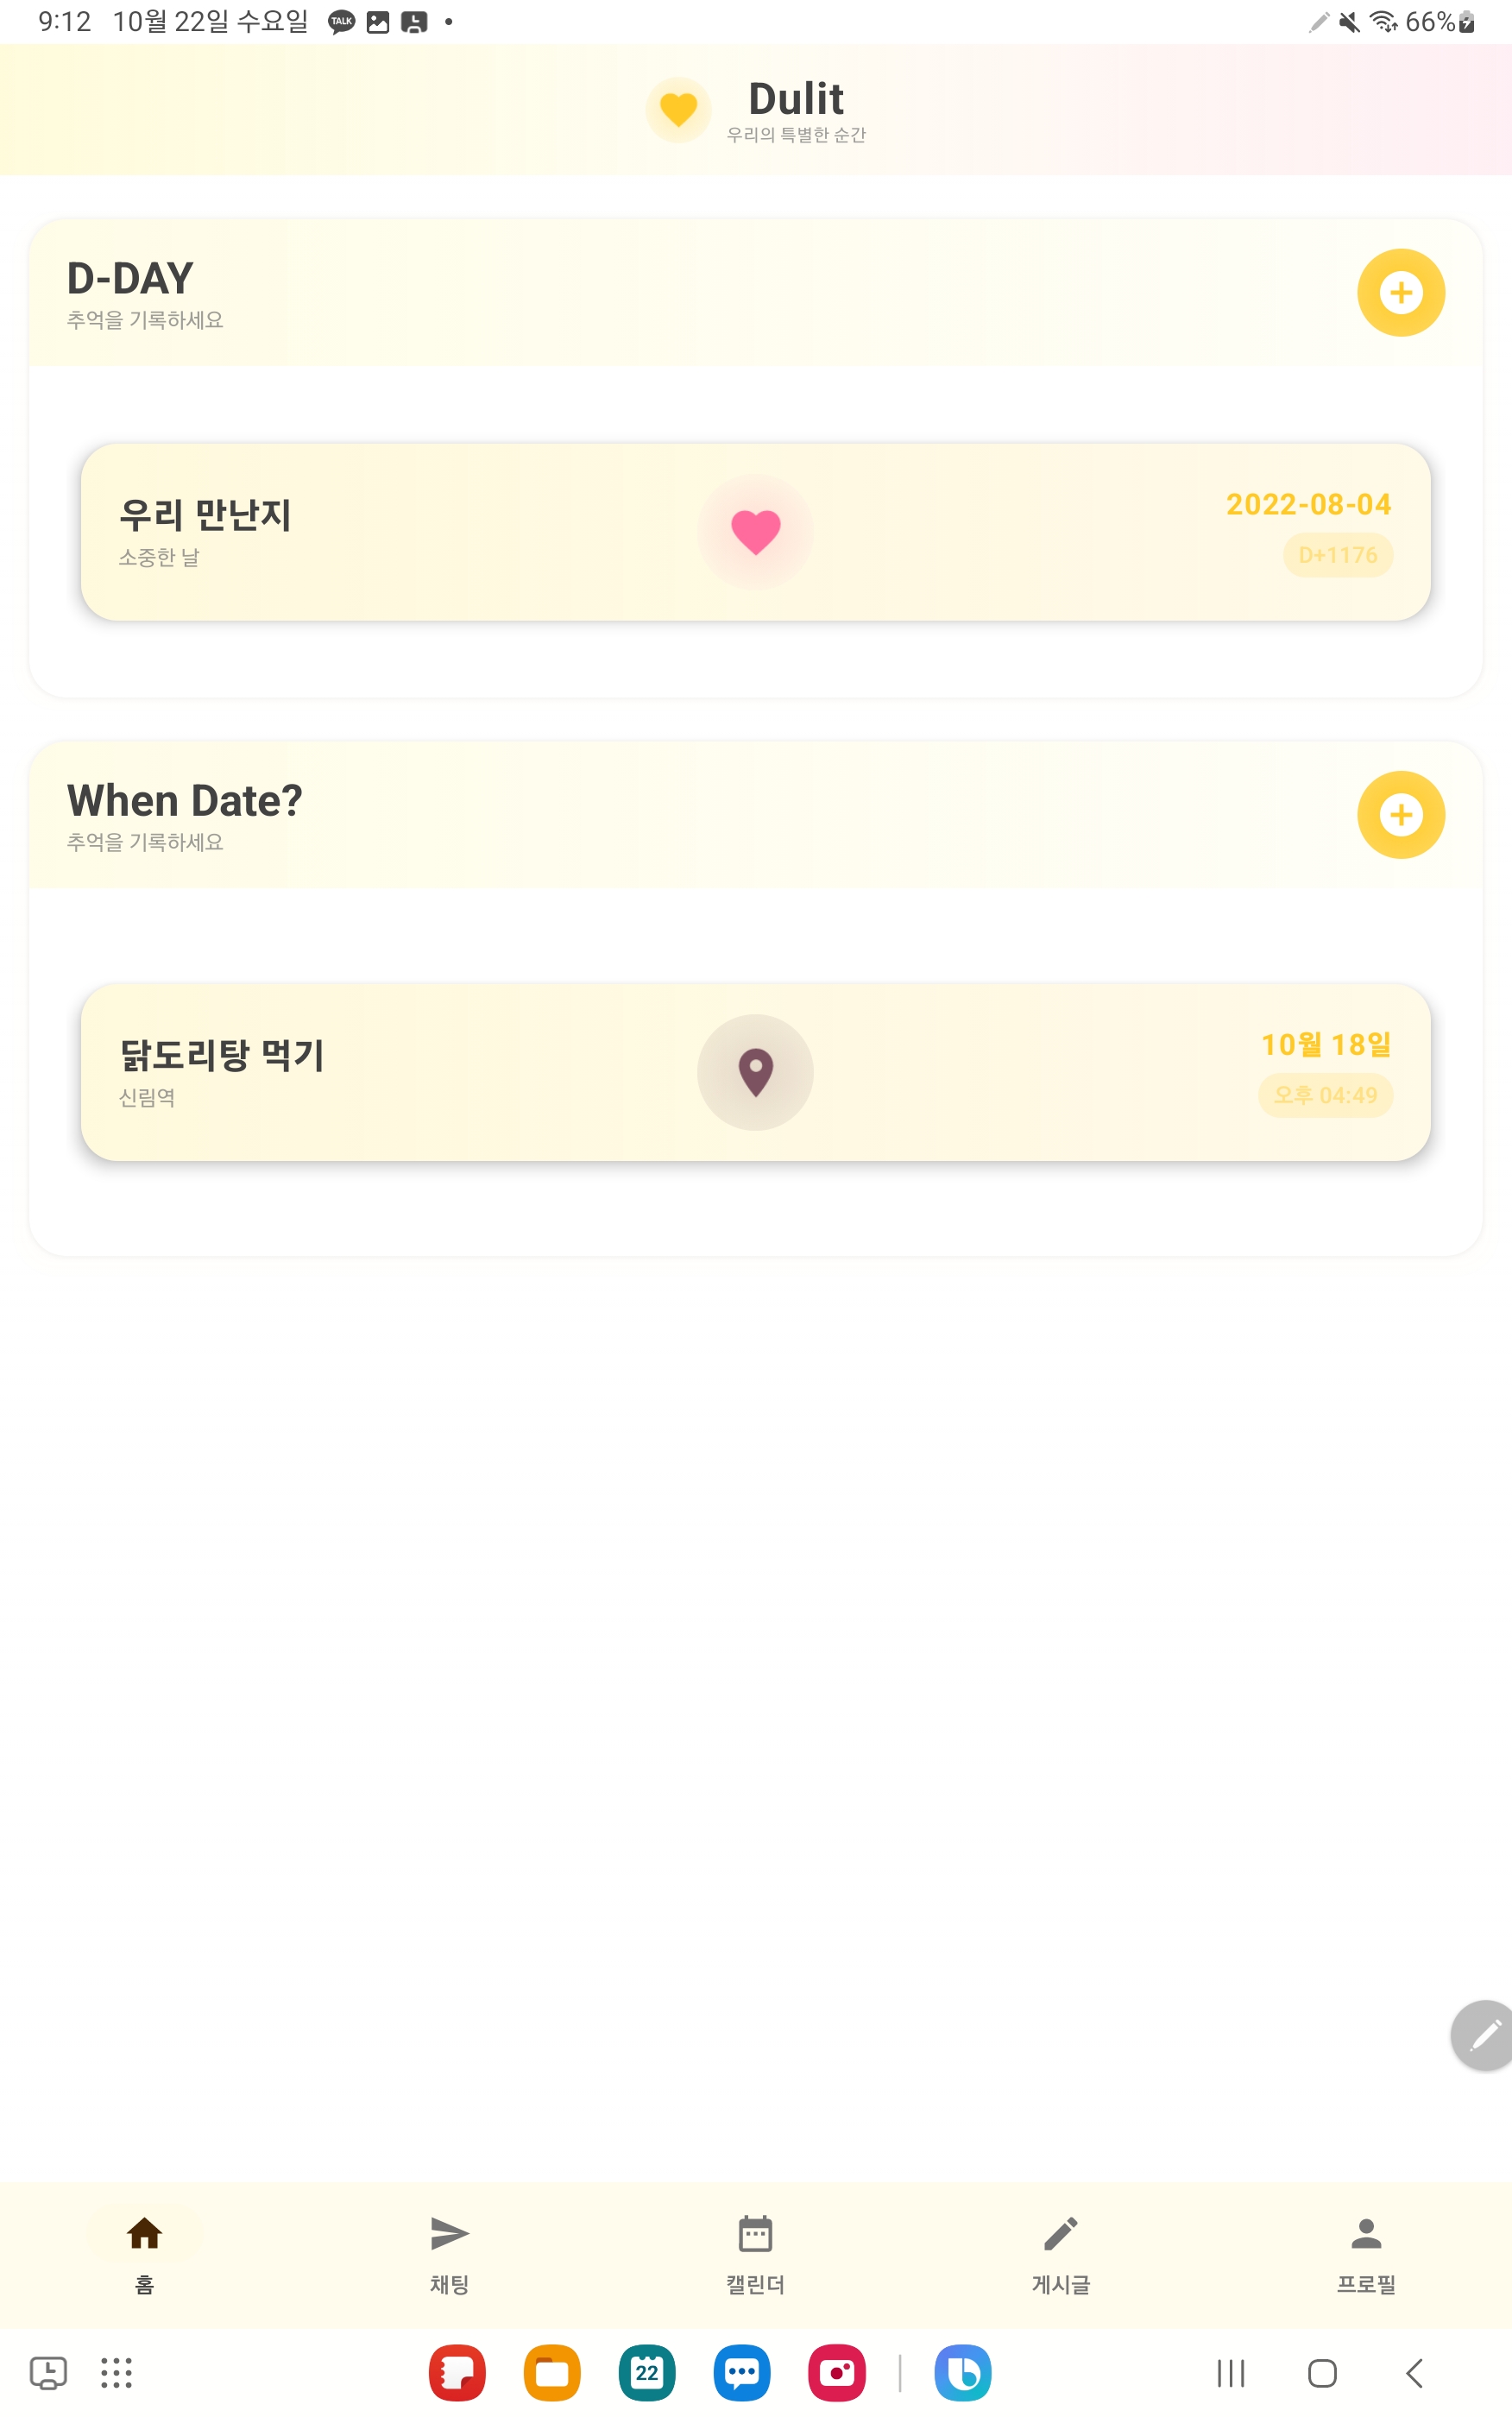 9:12 10월 22일 수요일 TALK 66%
Dulit
우리의 특별한 순간
D-DAY
추억을 기록하세요
우리 만난지
소중한 날
2022-08-04
D+1176
When Date?
추억을 기록하세요
닭도리탕 먹기
신림역
10월 18일
오후 04:49
홈 채팅 캘린더 게시글 프로필
22